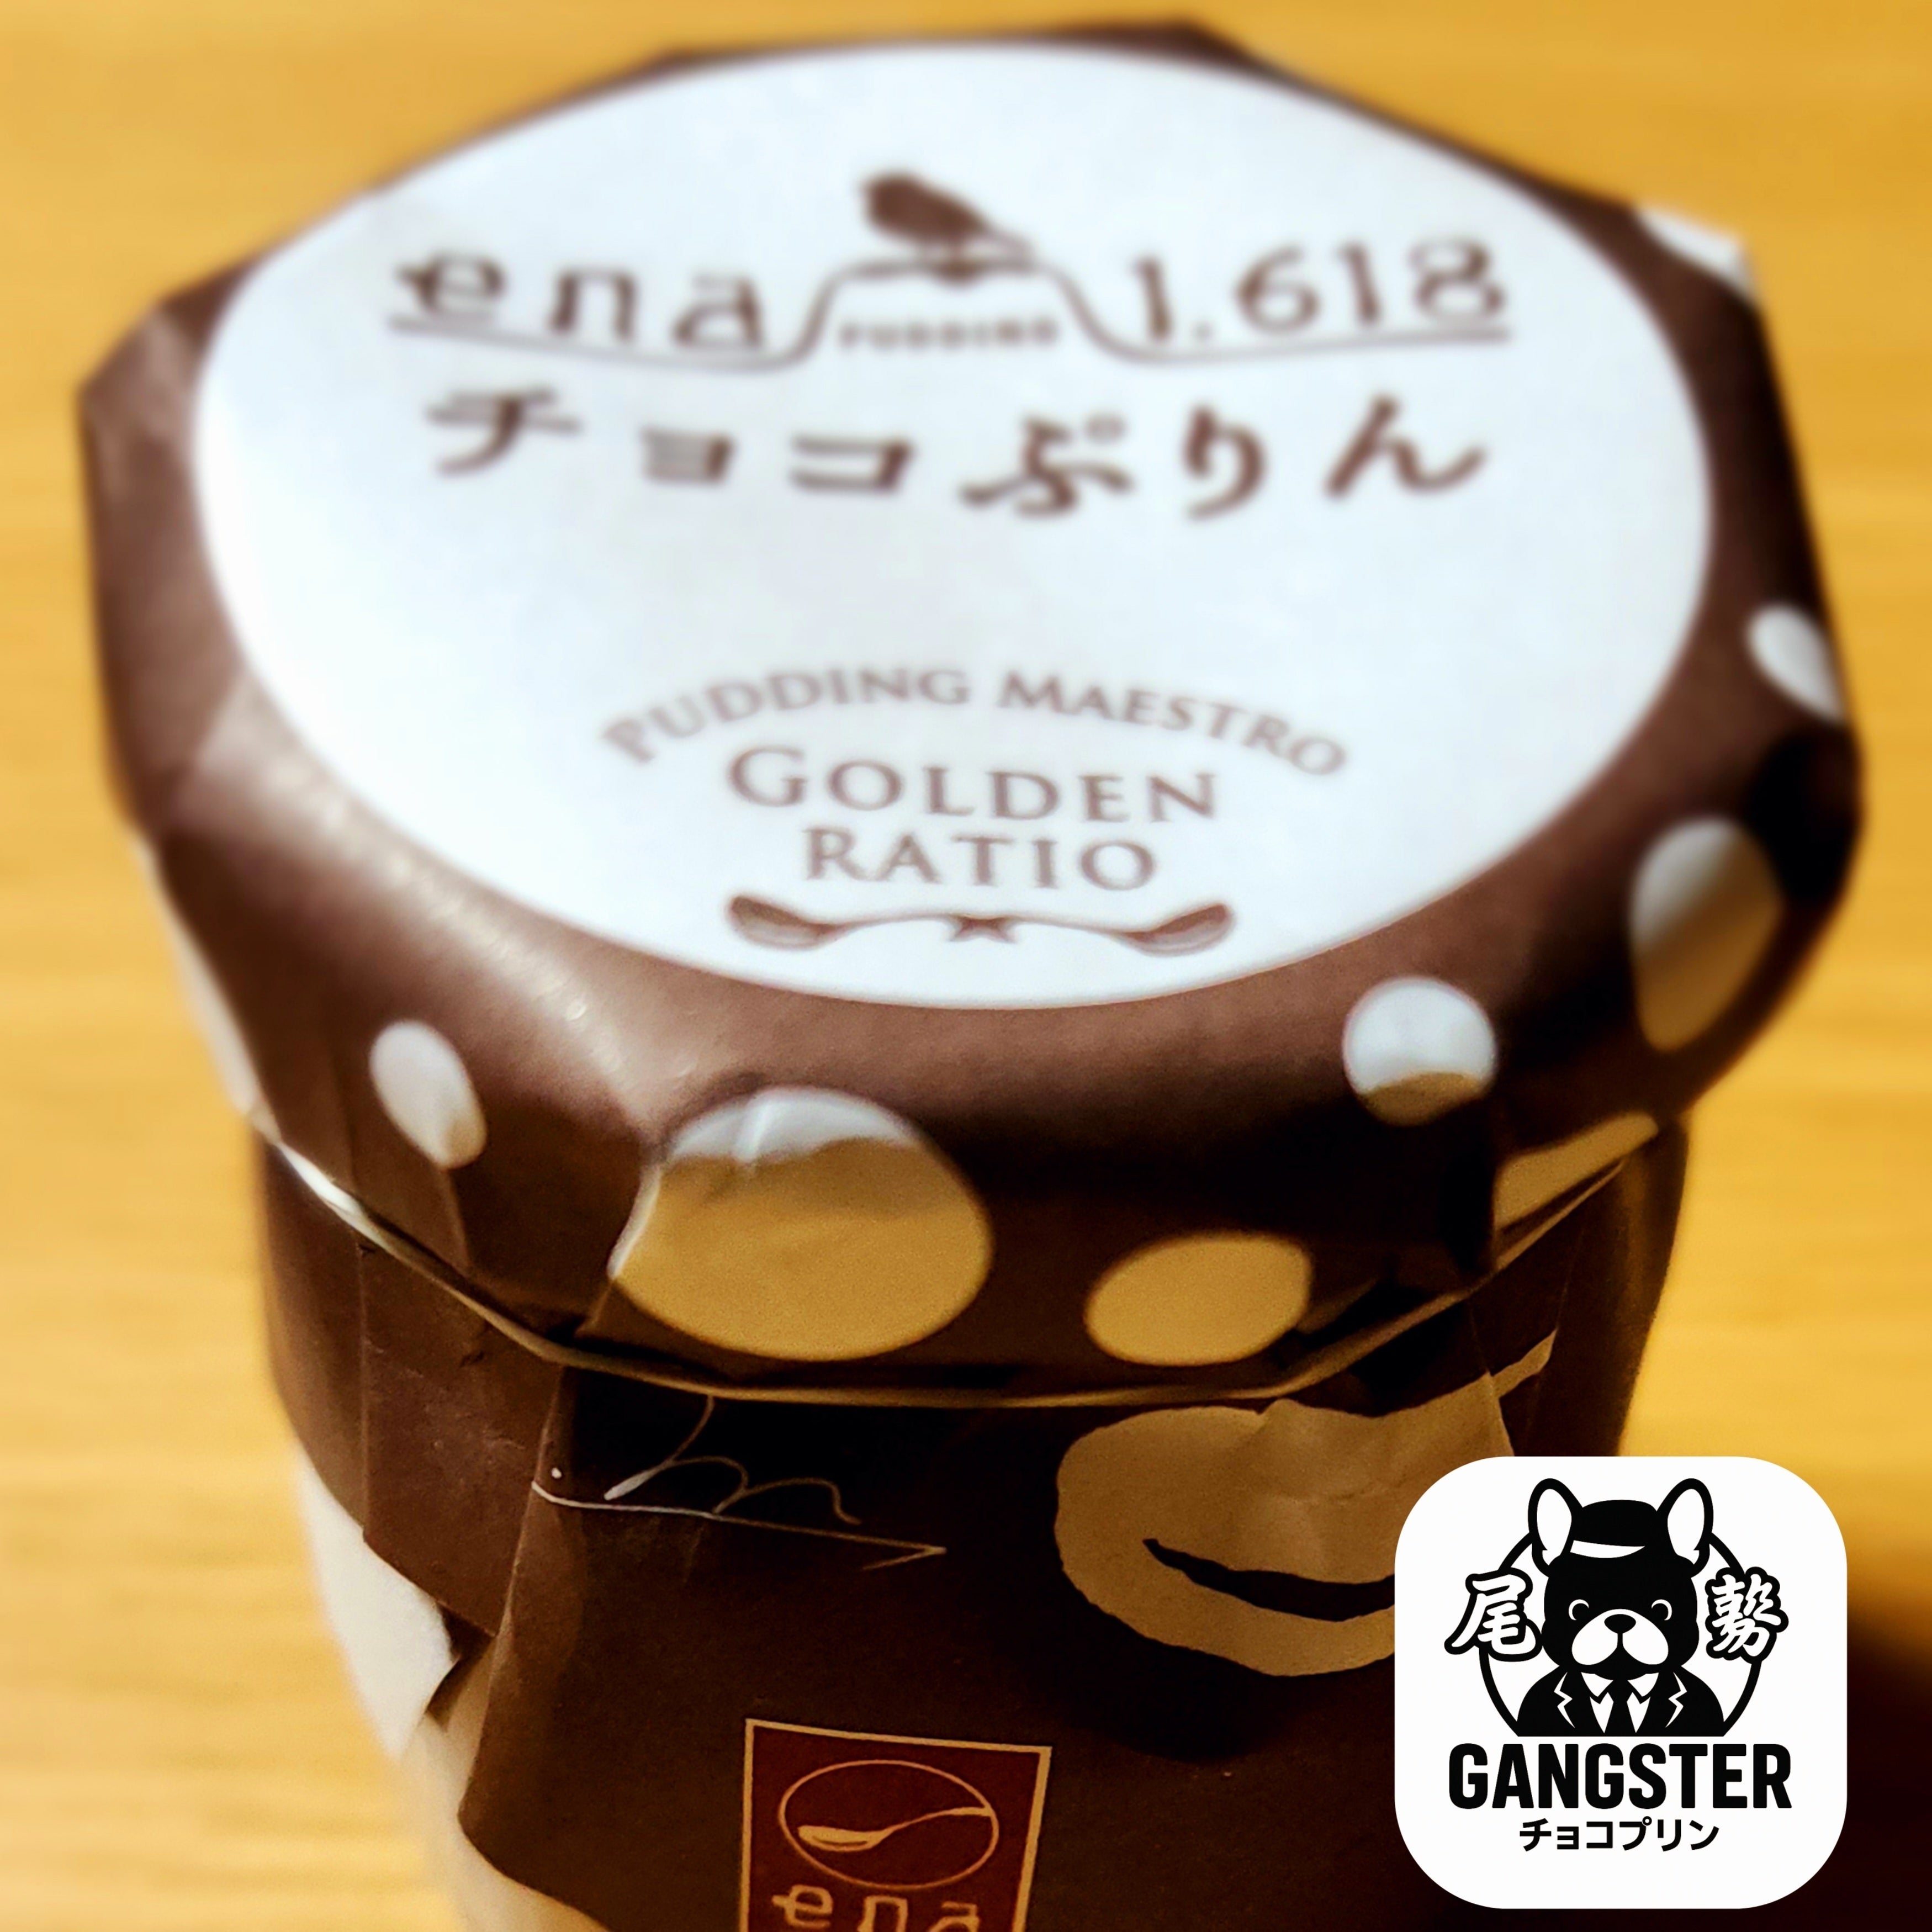 ena 1.618
PUDDING
チョコぷりん
PUDDING MAESTRO
GOLDEN
RATIO
ena
尾勢
GANGSTER
チョコプリン